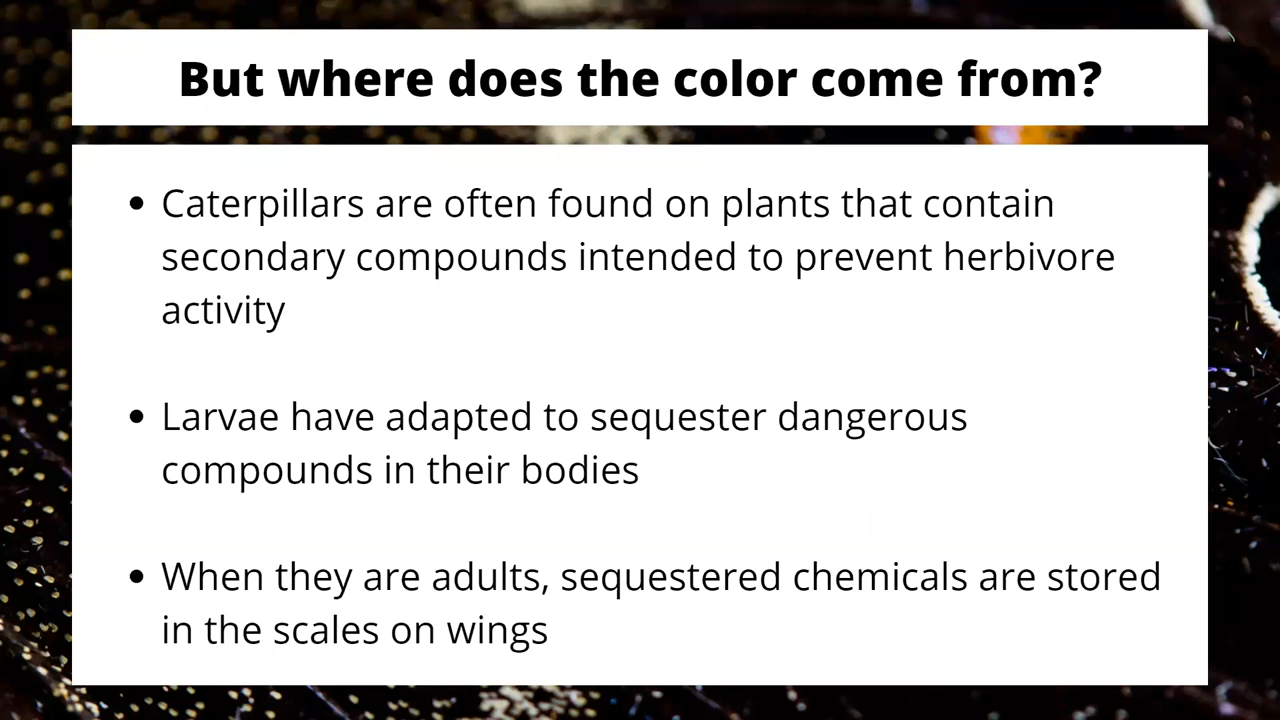 But where does the color come from?
• Caterpillars are often found on plants that contain
secondary compounds intended to prevent herbivore
activity
• Larvae have adapted to sequester dangerous
compounds in their bodies
• When they are adults, sequestered chemicals are stored
in the scales on wings